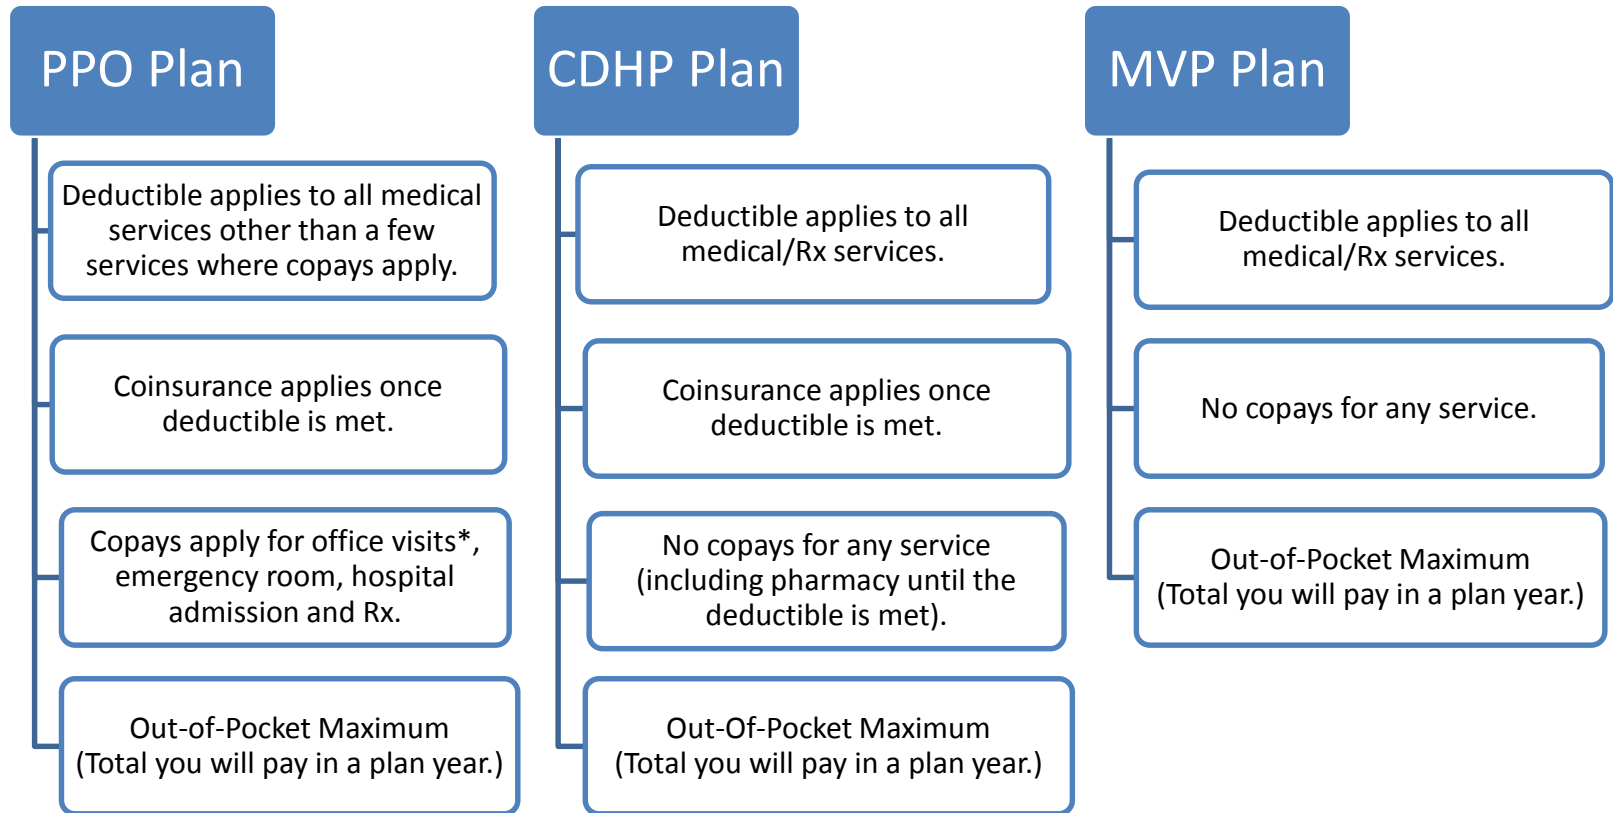 PPO Plan
Deductible applies to all medical
services other than a few
services where copays apply.
Coinsurance applies once
deductible is met.
Copays apply for office visits*,
emergency room, hospital
admission and Rx.
Out-of-Pocket Maximum
(Total you will pay in a plan year.)
CDHP Plan
Deductible applies to all
medical/Rx services.
Coinsurance applies once
deductible is met.
No copays for any service
(including pharmacy until the
deductible is met).
Out-Of-Pocket Maximum
(Total you will pay in a plan year.)
MVP Plan
Deductible applies to all
medical/Rx services.
No copays for any service.
Out-of-Pocket Maximum
(Total you will pay in a plan year.)